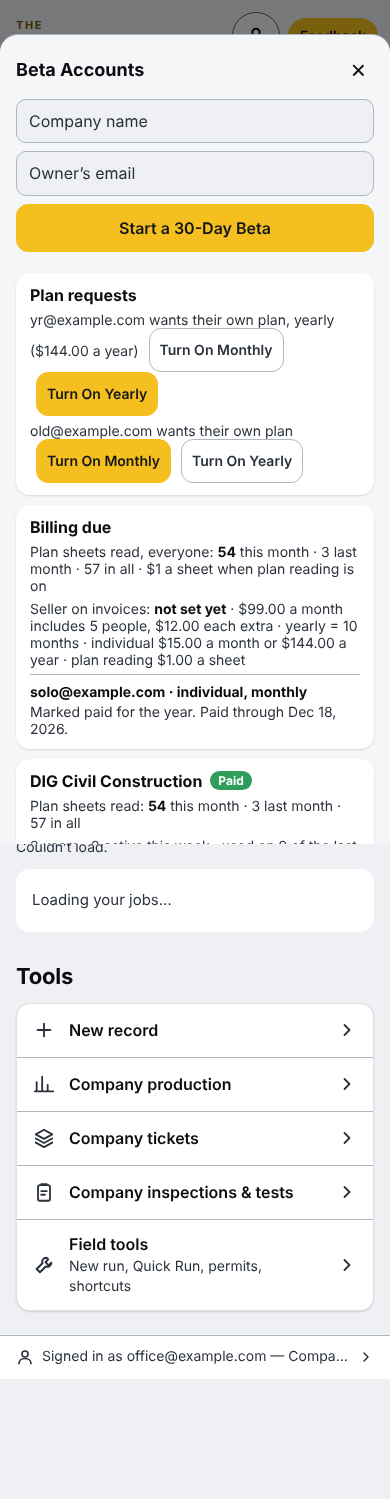 THE
Feedback
Beta Accounts
Company name
Owner’s email
Start a 30-Day Beta
Plan requests
yr@example.com wants their own plan, yearly
($144.00 a year) Turn On Monthly
Turn On Yearly
old@example.com wants their own plan
Turn On Monthly Turn On Yearly
Billing due
Plan sheets read, everyone: 54 this month · 3 last
month · 57 in all · $1 a sheet when plan reading is
on
Seller on invoices: not set yet · $99.00 a month
includes 5 people, $12.00 each extra · yearly = 10
months · individual $15.00 a month or $144.00 a
year · plan reading $1.00 a sheet
solo@example.com · individual, monthly
Marked paid for the year. Paid through Dec 18,
2026.
DIG Civil Construction Paid
Plan sheets read: 54 this month · 3 last month ·
57 in all
Couldn't load.
Loading your jobs…
Tools
New record
Company production
Company tickets
Company inspections & tests
Field tools
New run, Quick Run, permits,
shortcuts
Signed in as office@example.com — Compa…